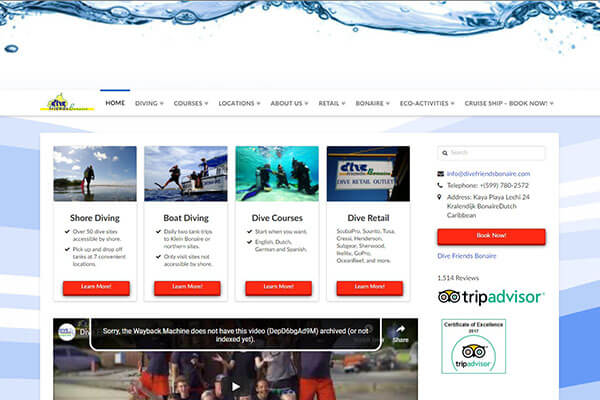 dive
friends Bonaire
HOME DIVING COURSES LOCATIONS ABOUT US RETAIL BONAIRE ECO-ACTIVITIES CRUISE SHIP – BOOK NOW!
dive
friends Bonaire
DIVE RETAIL OUTLET
Shore Diving
Over 50 dive sites
accessible by shore.
Pick up and drop off
tanks at 7 convenient
locations.
Learn More!
Boat Diving
Daily two tank trips
to Klein Bonaire or
northern sites.
Only visit sites not
accessible by shore.
Learn More!
Dive Courses
Start when you want.
English, Dutch,
German and Spanish.
Learn More!
Dive Retail
ScubaPro, Suunto, Tusa,
Cressi, Henderson,
Subgear, Sherwood,
Ikelite, GoPro,
OceanReef, and more.
Learn More!
Search
info@divefriendsbonaire.com
Telephone: +(599) 780-2572
Address: Kaya Playa Lechi 24
Kralendijk BonaireDutch
Caribbean
Book Now!
Dive Friends Bonaire
1,514 Reviews
tripadvisor
Certificate of Excellence
2017
tripadvisor
Sorry, the Wayback Machine does not have this video (DepD6bgAd9M) archived (or not
indexed yet).
Share